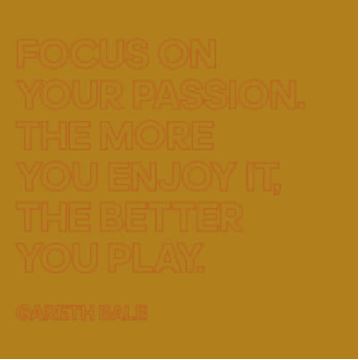 FOCUS ON
YOUR PASSION.
THE MORE
YOU ENJOY IT,
THE BETTER
YOU PLAY.
GARETH BALE